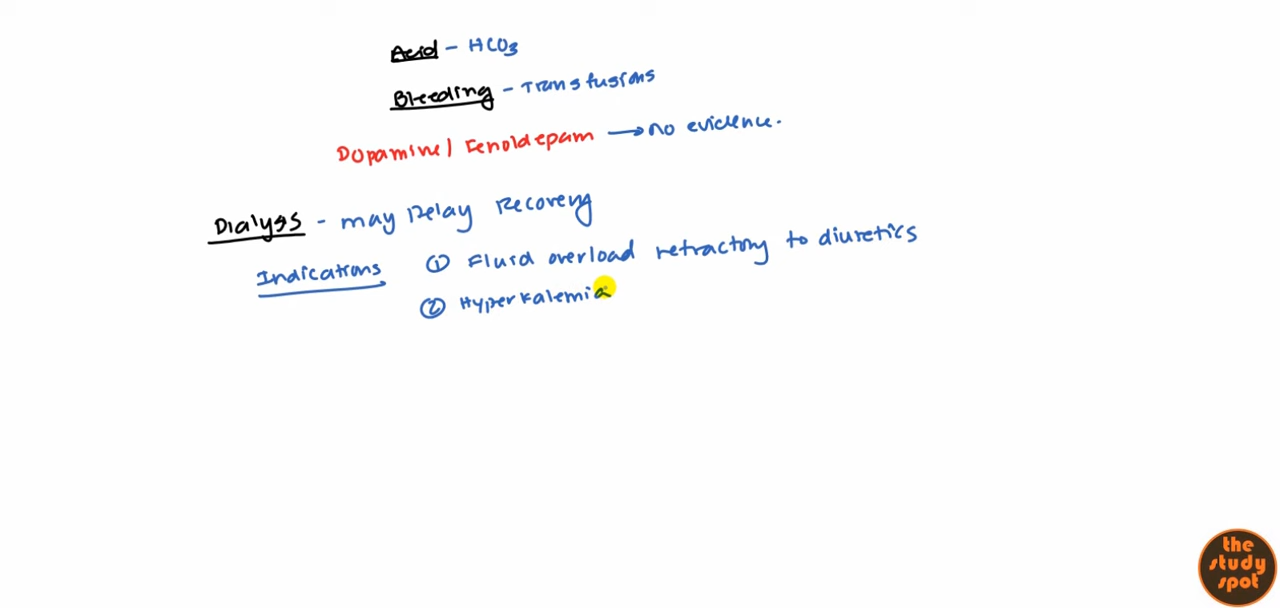 Acid - HCO3
Bleeding - Transfusions
Dopamine/ Fenoldepam → no evidence.
Dialysis - may Delay Recovery
Indications ① Fluid overload refractory to diuretics
② Hyperkalemia
the
study
spot